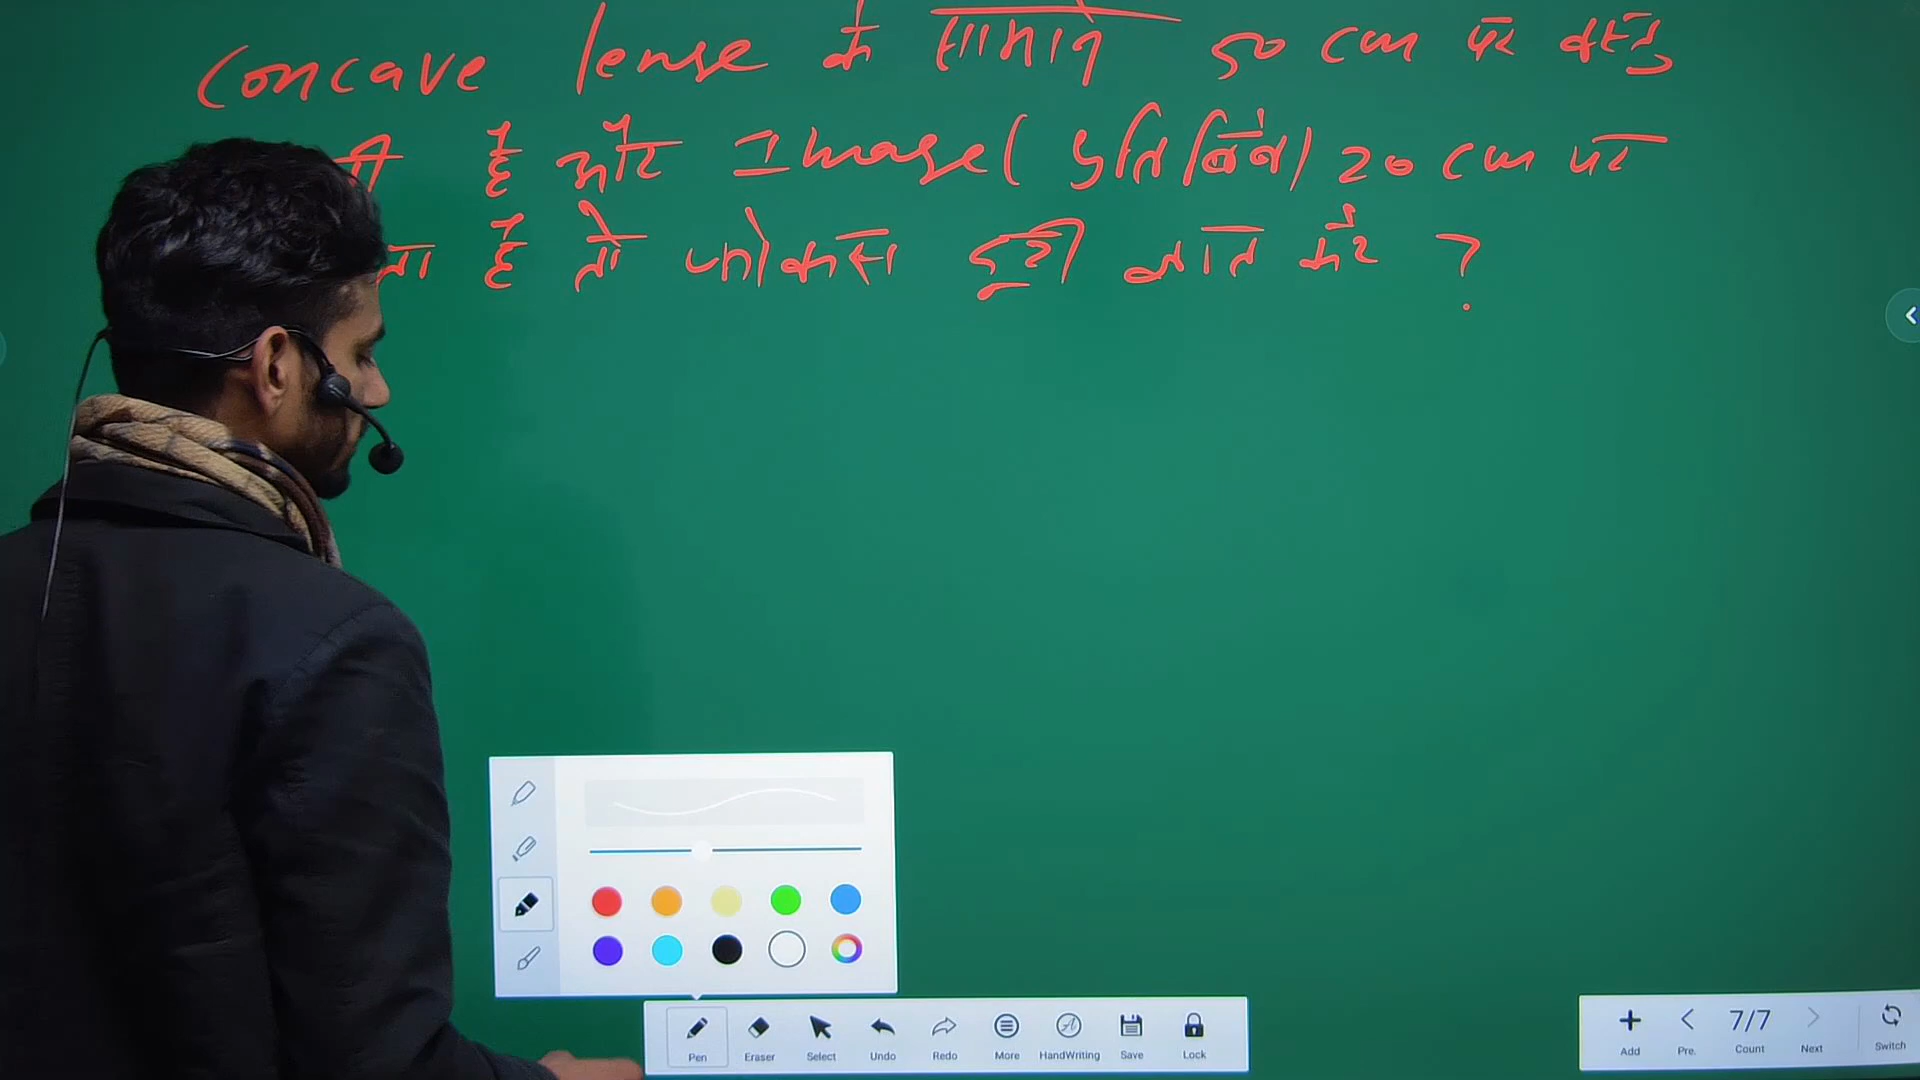 Concave lense के सामने 50 cm पर वस्तु
है और Image (प्रतिबिंब) 20 cm पर
है तो फोकस दूरी ज्ञात करें ?
Pen Eraser Select Undo Redo More HandWriting Save Lock
Add Pre. 7/7 Count Next Switch